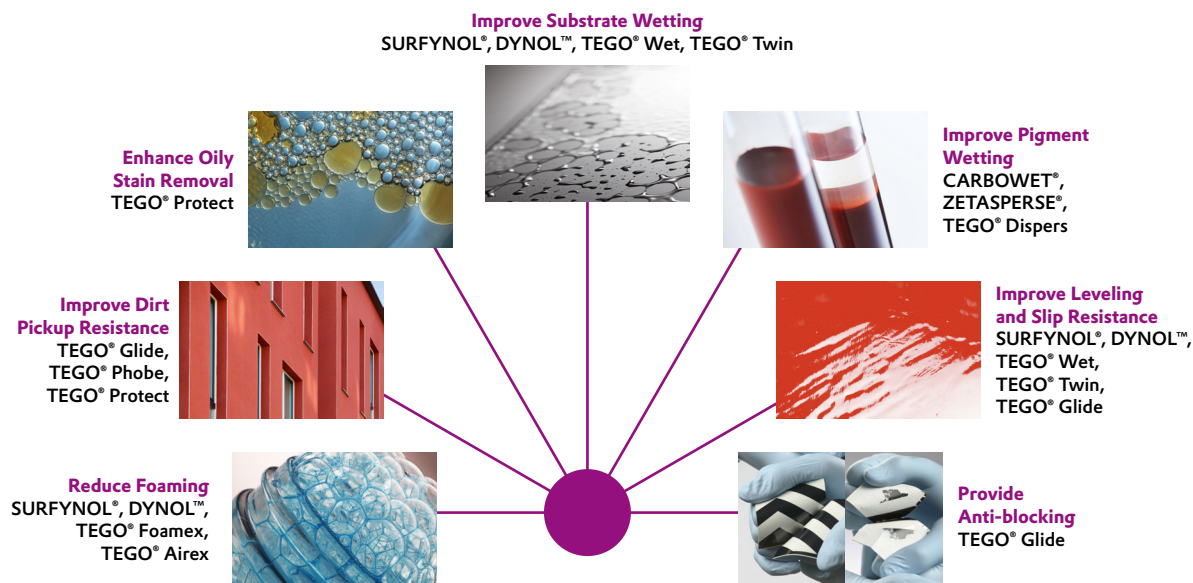 Improve Substrate Wetting
SURFYNOL®, DYNOL™, TEGO® Wet, TEGO® Twin
Enhance Oily
Stain Removal
TEGO® Protect
Improve Pigment
Wetting
CARBOWET®,
ZETASPERSE®,
TEGO® Dispers
Improve Dirt
Pickup Resistance
TEGO® Glide,
TEGO® Phobe,
TEGO® Protect
Improve Leveling
and Slip Resistance
SURFYNOL®, DYNOL™,
TEGO® Wet,
TEGO® Twin,
TEGO® Glide
Reduce Foaming
SURFYNOL®, DYNOL™,
TEGO® Foamex,
TEGO® Airex
Provide
Anti-blocking
TEGO® Glide